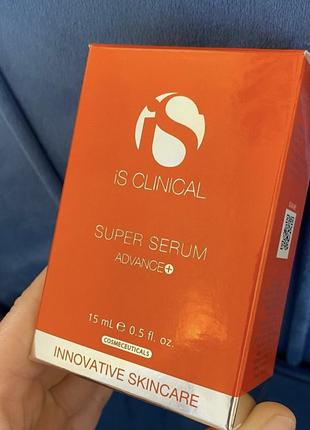 iS
iS CLINICAL
SUPER SERUM
ADVANCE+
15 mL e 0.5 fl. oz.
COSMECEUTICALS
INNOVATIVE SKINCARE